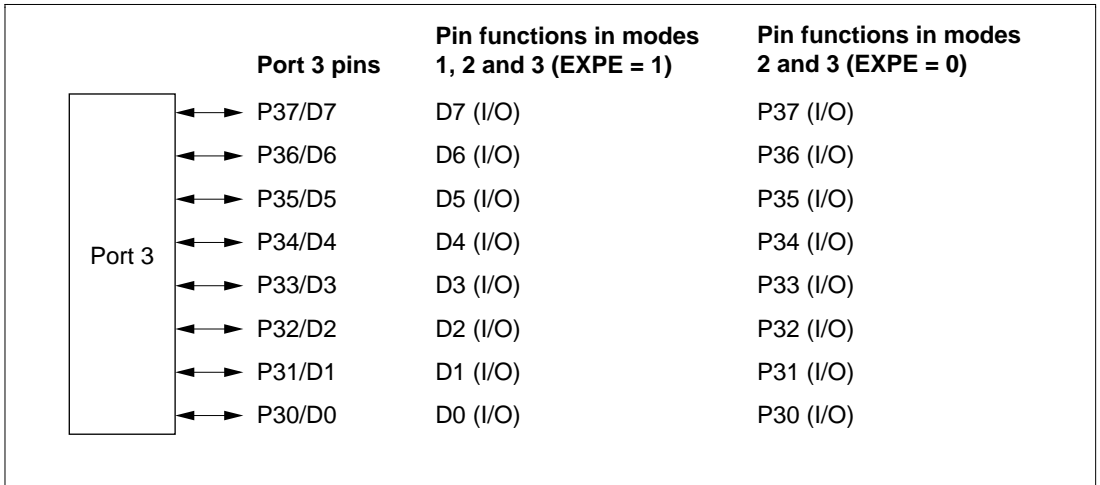 Port 3 pins Pin functions in modes 1, 2 and 3 (EXPE = 1) Pin functions in modes 2 and 3 (EXPE = 0)
P37/D7 D7 (I/O) P37 (I/O)
P36/D6 D6 (I/O) P36 (I/O)
P35/D5 D5 (I/O) P35 (I/O)
P34/D4 D4 (I/O) P34 (I/O)
Port 3
P33/D3 D3 (I/O) P33 (I/O)
P32/D2 D2 (I/O) P32 (I/O)
P31/D1 D1 (I/O) P31 (I/O)
P30/D0 D0 (I/O) P30 (I/O)